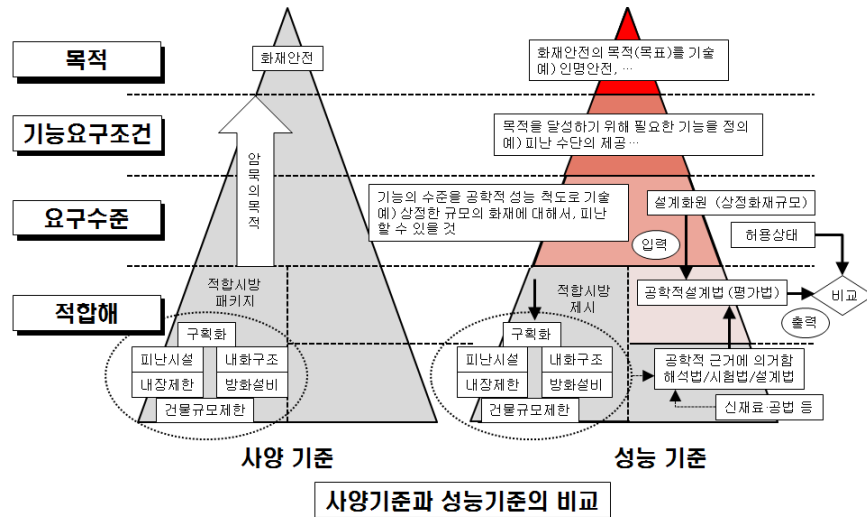 목적
화재안전
화재안전의 목적(목표)를 기술
예) 인명안전, …
기능요구조건
암묵의 목적
목적을 달성하기 위해 필요한 기능을 정의
예) 피난 수단의 제공…
요구수준
기능의 수준을 공학적 성능 척도로 기술
예) 상정한 규모의 화재에 대해서, 피난
할 수 있을 것
설계화원 (상정화재규모)
입력
허용상태
적합해
적합시방
패키지
적합시방
제시
공학적설계법(평가법)
비교
출력
구획화
피난시설
내화구조
내장제한
방화설비
건물규모제한
구획화
피난시설
내화구조
내장제한
방화설비
건물규모제한
공학적 근거에 의거함
해석법/시험법/설계법
신재료·공법 등
사양 기준
성능 기준
사양기준과 성능기준의 비교